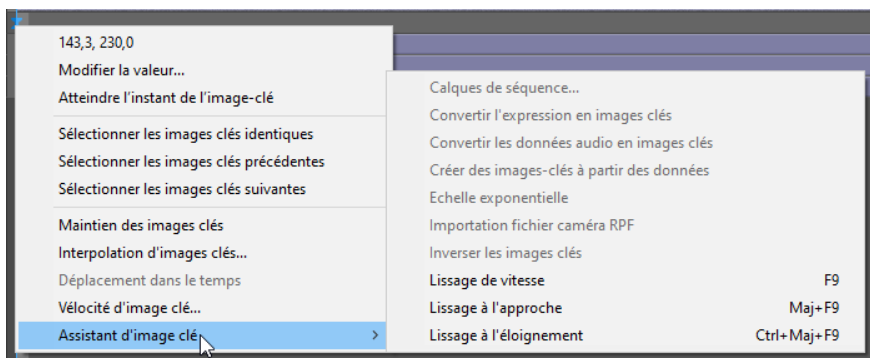 143,3, 230,0
Modifier la valeur...
Atteindre l'instant de l'image-clé
Sélectionner les images clés identiques
Sélectionner les images clés précédentes
Sélectionner les images clés suivantes
Maintien des images clés
Interpolation d'images clés...
Déplacement dans le temps
Vélocité d'image clé...
Assistant d'image clé
Calques de séquence...
Convertir l'expression en images clés
Convertir les données audio en images clés
Créer des images-clés à partir des données
Echelle exponentielle
Importation fichier caméra RPF
Inverser les images clés
Lissage de vitesse F9
Lissage à l'approche Maj+F9
Lissage à l'éloignement Ctrl+Maj+F9